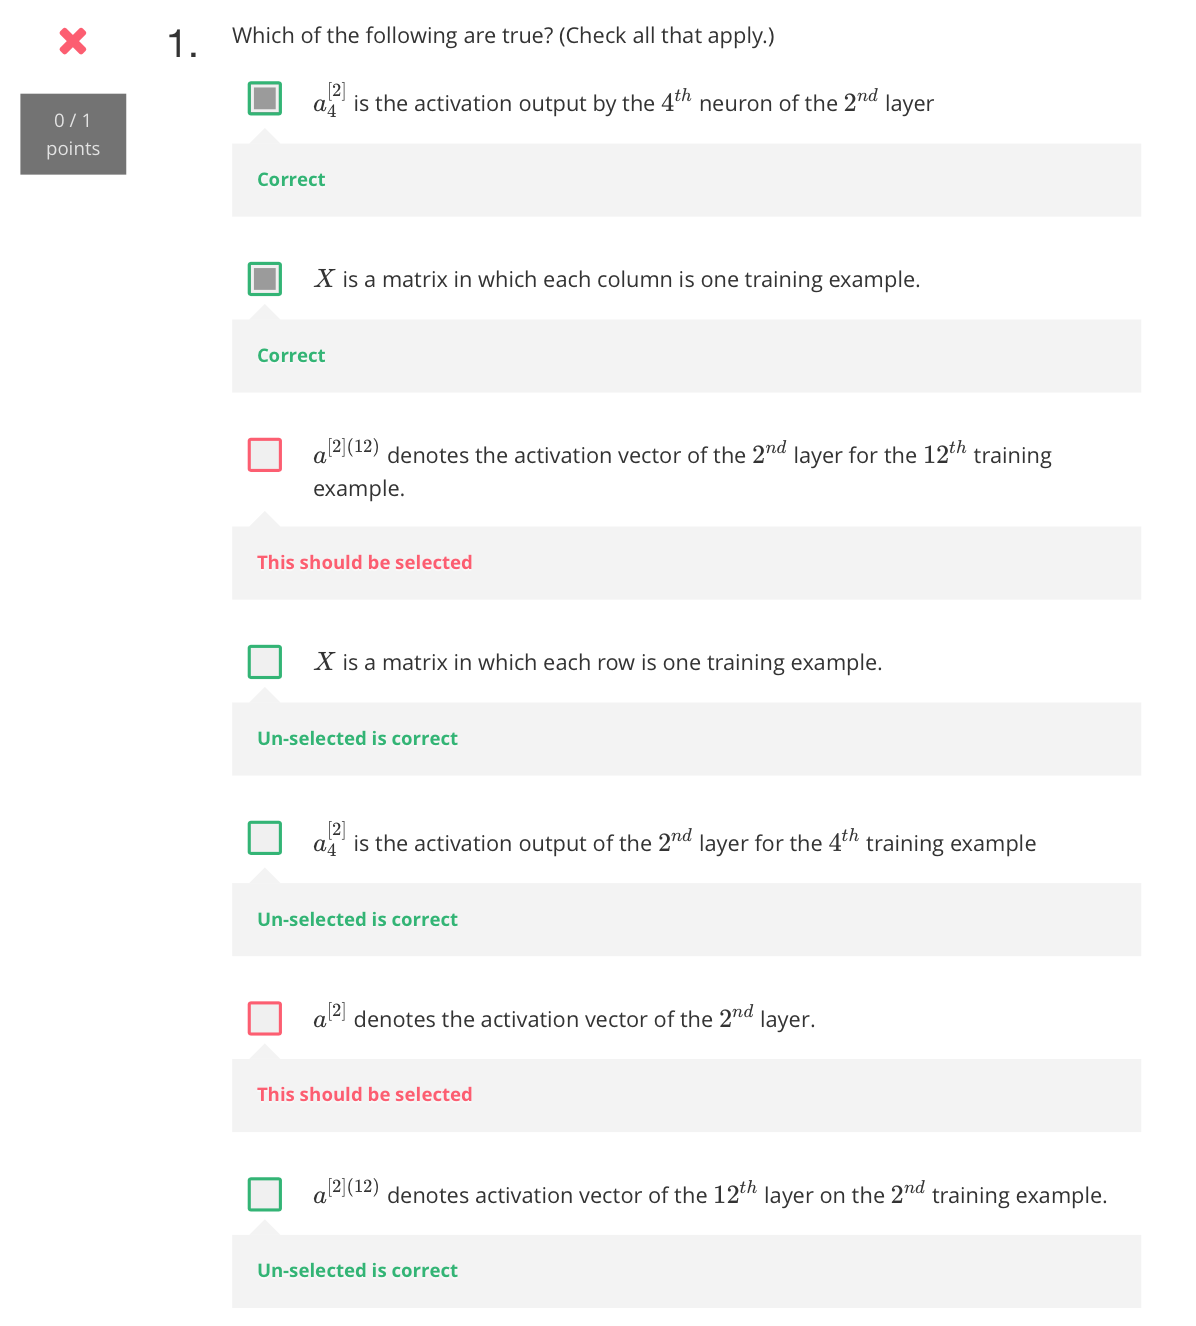 1. Which of the following are true? (Check all that apply.)
0 / 1
points
a_4^{[2]} is the activation output by the 4^{th} neuron of the 2^{nd} layer
Correct
X is a matrix in which each column is one training example.
Correct
a^{[2](12)} denotes the activation vector of the 2^{nd} layer for the 12^{th} training
example.
This should be selected
X is a matrix in which each row is one training example.
Un-selected is correct
a_4^{[2]} is the activation output of the 2^{nd} layer for the 4^{th} training example
Un-selected is correct
a^{[2]} denotes the activation vector of the 2^{nd} layer.
This should be selected
a^{[2](12)} denotes activation vector of the 12^{th} layer on the 2^{nd} training example.
Un-selected is correct